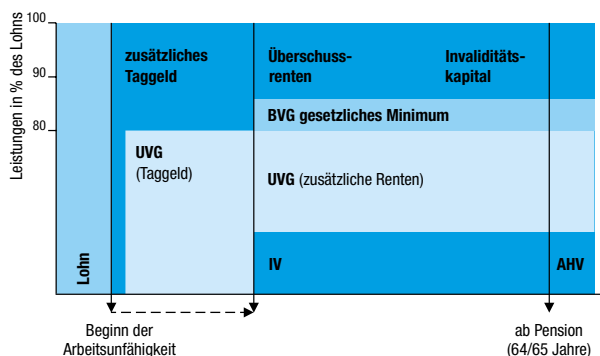 Leistungen in % des Lohns
100
90
80
Lohn
zusätzliches
Taggeld
UVG
(Taggeld)
Überschuss-
renten
Invaliditäts-
kapital
BVG gesetzliches Minimum
UVG (zusätzliche Renten)
IV
AHV
Beginn der
Arbeitsunfähigkeit
ab Pension
(64/65 Jahre)